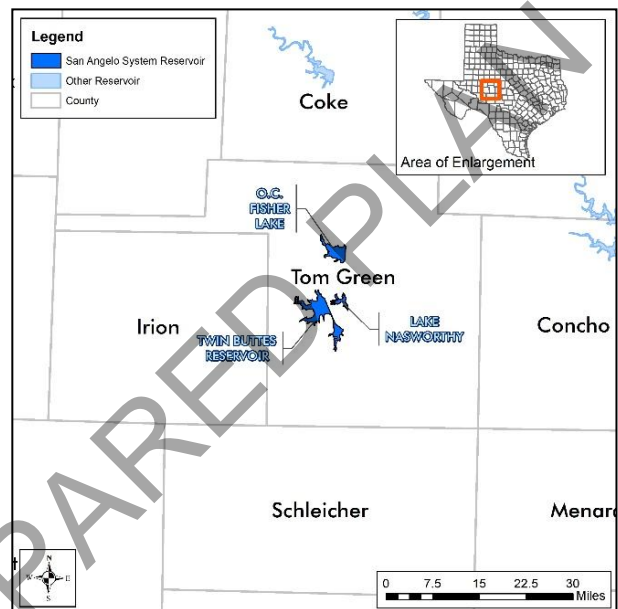 Legend
San Angelo System Reservoir
Other Reservoir
County
Coke
Area of Enlargement
O.C.
FISHER
LAKE
Tom Green
Irion
TWIN BUTTES
RESERVOIR
LAKE
NASWORTHY
Concho
Schleicher
Menard
N
W
E
S
0 7.5 15 22.5 30
Miles
PARED PLAN